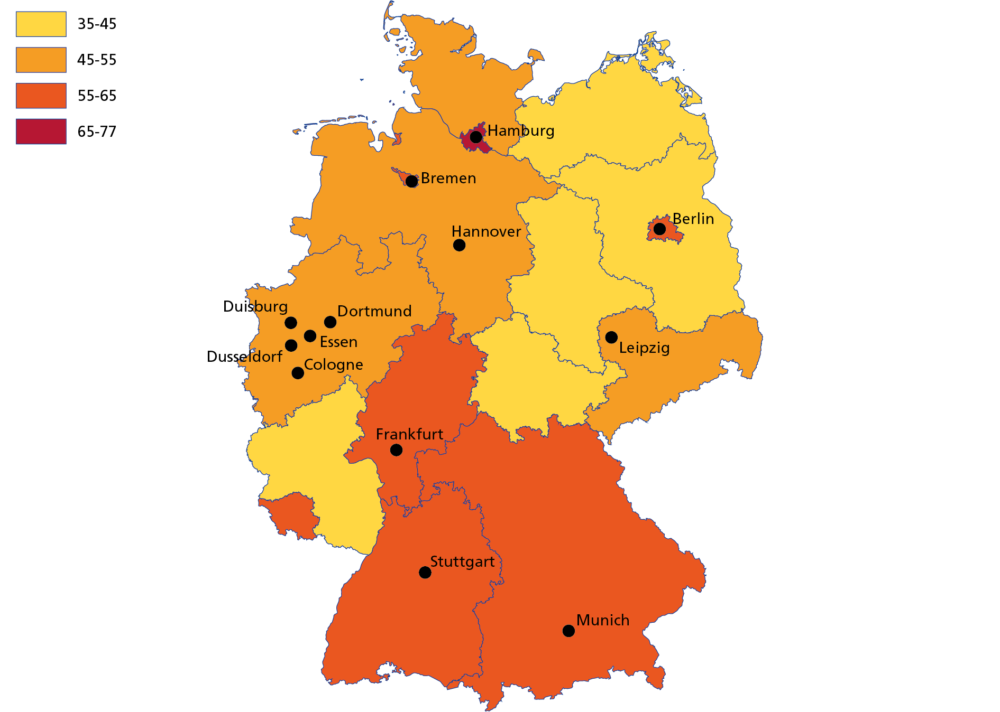 35-45
45-55
55-65
65-77
Hamburg
Bremen
Berlin
Hannover
Duisburg
Dortmund
Essen
Dusseldorf
Cologne
Leipzig
Frankfurt
Stuttgart
Munich